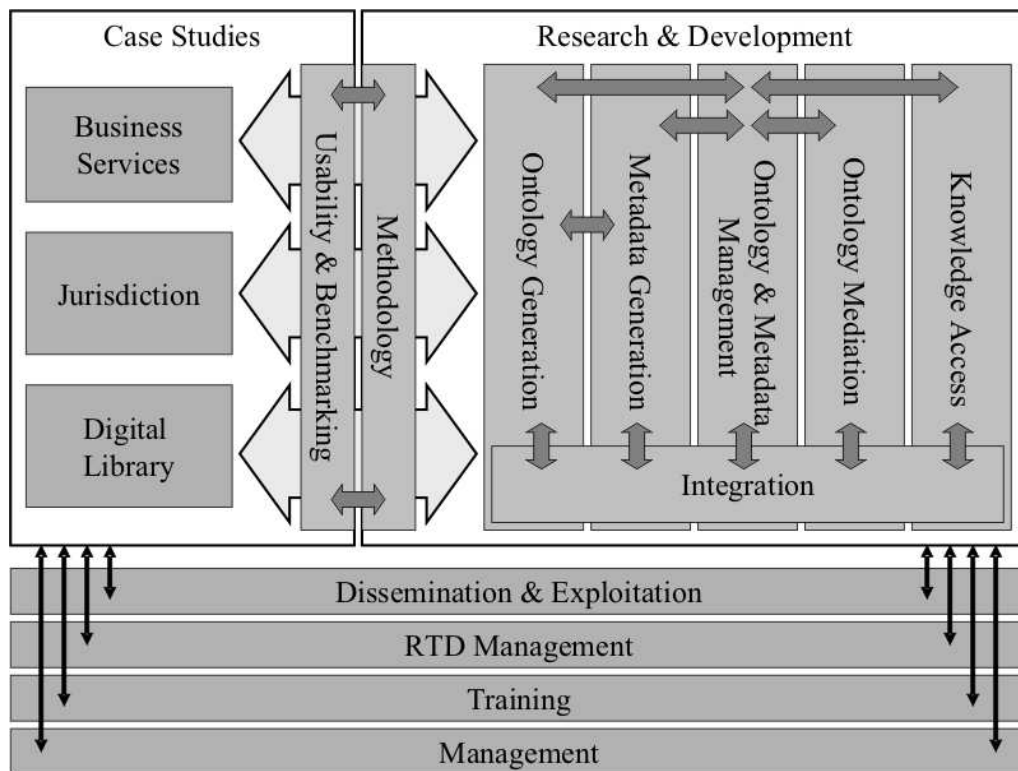 Case Studies
Research & Development
Business
Services
Jurisdiction
Digital
Library
Usability & Benchmarking
Methodology
Ontology Generation
Metadata Generation
Ontology & Metadata
Management
Ontology Mediation
Knowledge Access
Integration
Dissemination & Exploitation
RTD Management
Training
Management